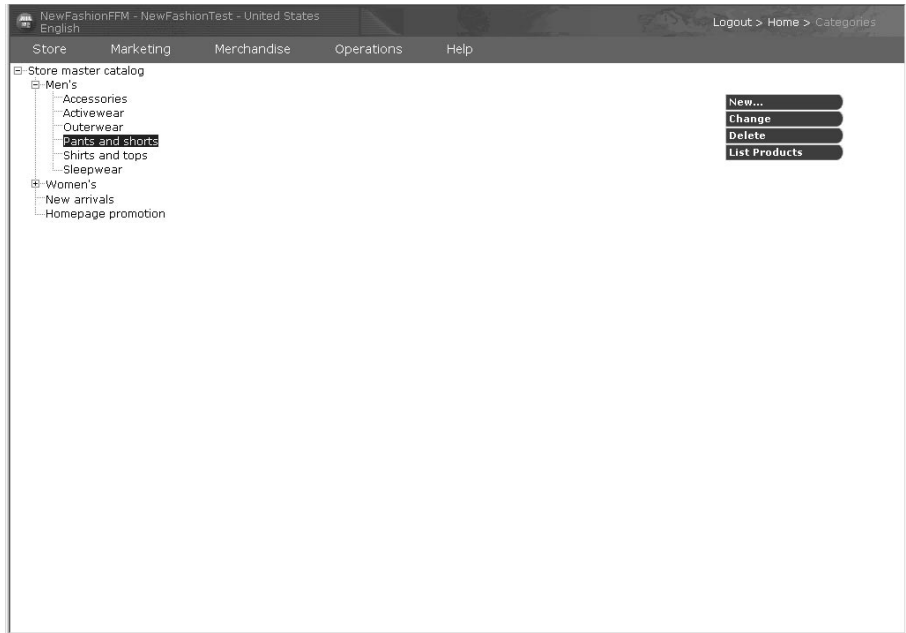 NewFashionFFM - NewFashionTest - United States
English
Logout > Home > Categories
Store Marketing Merchandise Operations Help
Store master catalog
Men's
Accessories
Activewear
Outerwear
Pants and shorts
Shirts and tops
Sleepwear
Women's
New arrivals
Homepage promotion
New...
Change
Delete
List Products